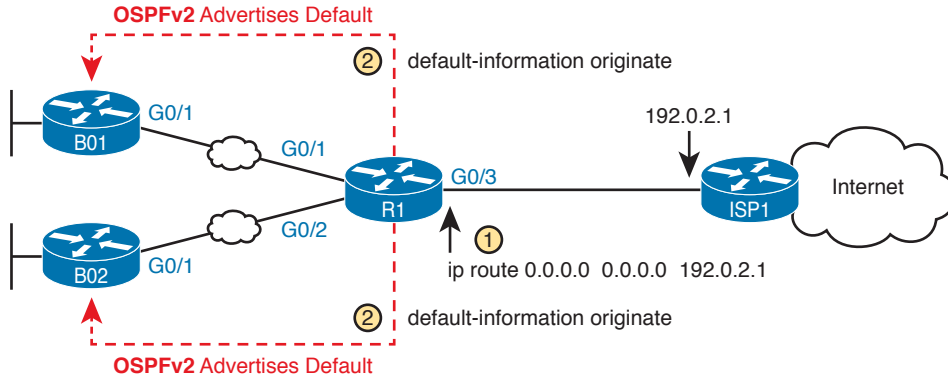 OSPFv2 Advertises Default
2 default-information originate
B01
G0/1
G0/1
192.0.2.1
R1
G0/3
ISP1
Internet
G0/2
B02
G0/1
1
ip route 0.0.0.0 0.0.0.0 192.0.2.1
2 default-information originate
OSPFv2 Advertises Default